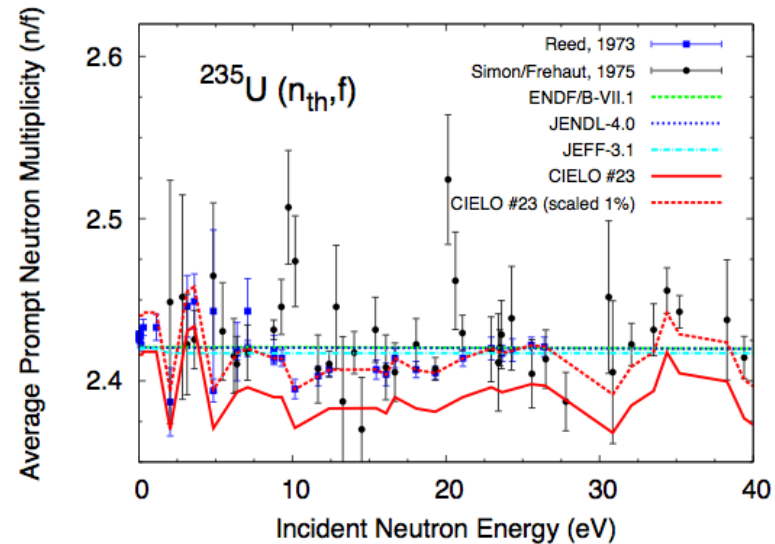 Average Prompt Neutron Multiplicity (n/f)
2.6
2.5
2.4
²³⁵U (nth,f)
Reed, 1973
Simon/Frehaut, 1975
ENDF/B-VII.1
JENDL-4.0
JEFF-3.1
CIELO #23
CIELO #23 (scaled 1%)
0 10 20 30 40
Incident Neutron Energy (eV)